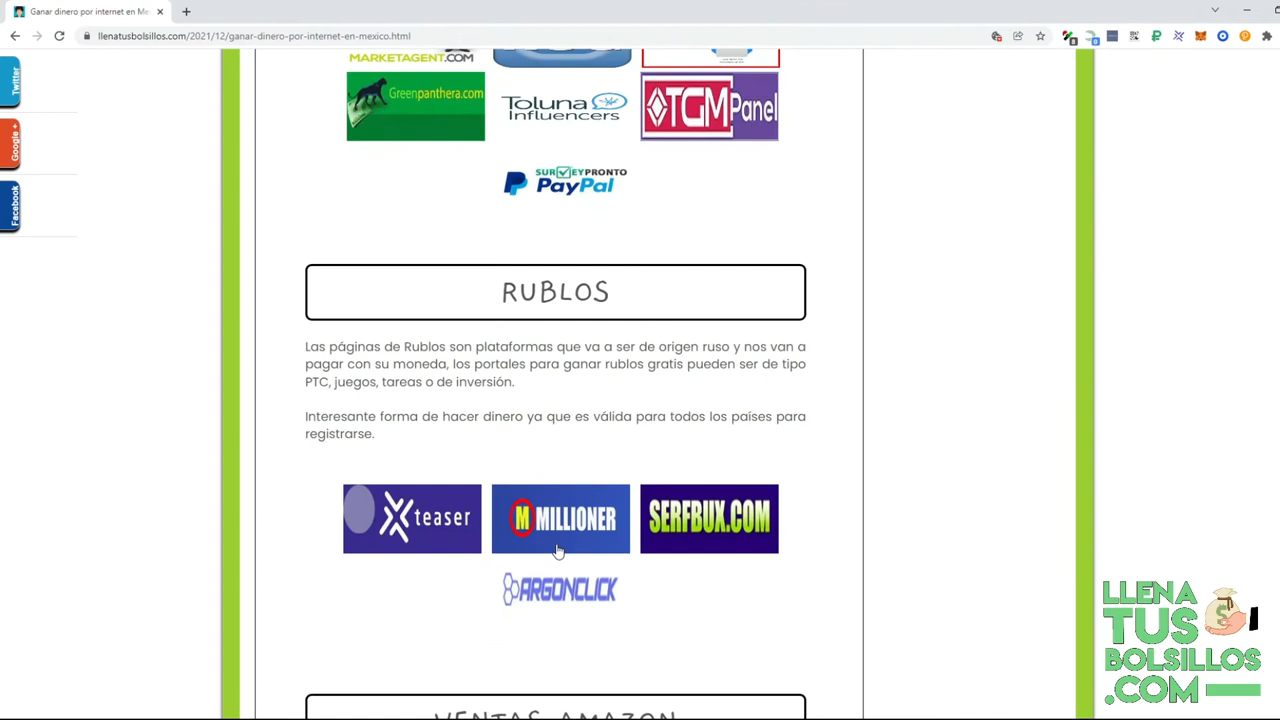 Ganar dinero por internet en Me
llenatusbolsillos.com/2021/12/ganar-dinero-por-internet-en-mexico.html
Twitter
Google +
Facebook
MARKETAGENT.COM
Greenpanthera.com
Toluna
Influencers
TGM Panel
SURVEYPRONTO
PayPal
RUBLOS
Las páginas de Rublos son plataformas que va a ser de origen ruso y nos van a
pagar con su moneda, los portales para ganar rublos gratis pueden ser de tipo
PTC, juegos, tareas o de inversión.
Interesante forma de hacer dinero ya que es válida para todos los países para
registrarse.
teaser
M MILLIONER
SERFBUX.COM
ARGONCLICK
VENTAS AMAZON
LLENA
TUS
BOLSILLOS
.COM